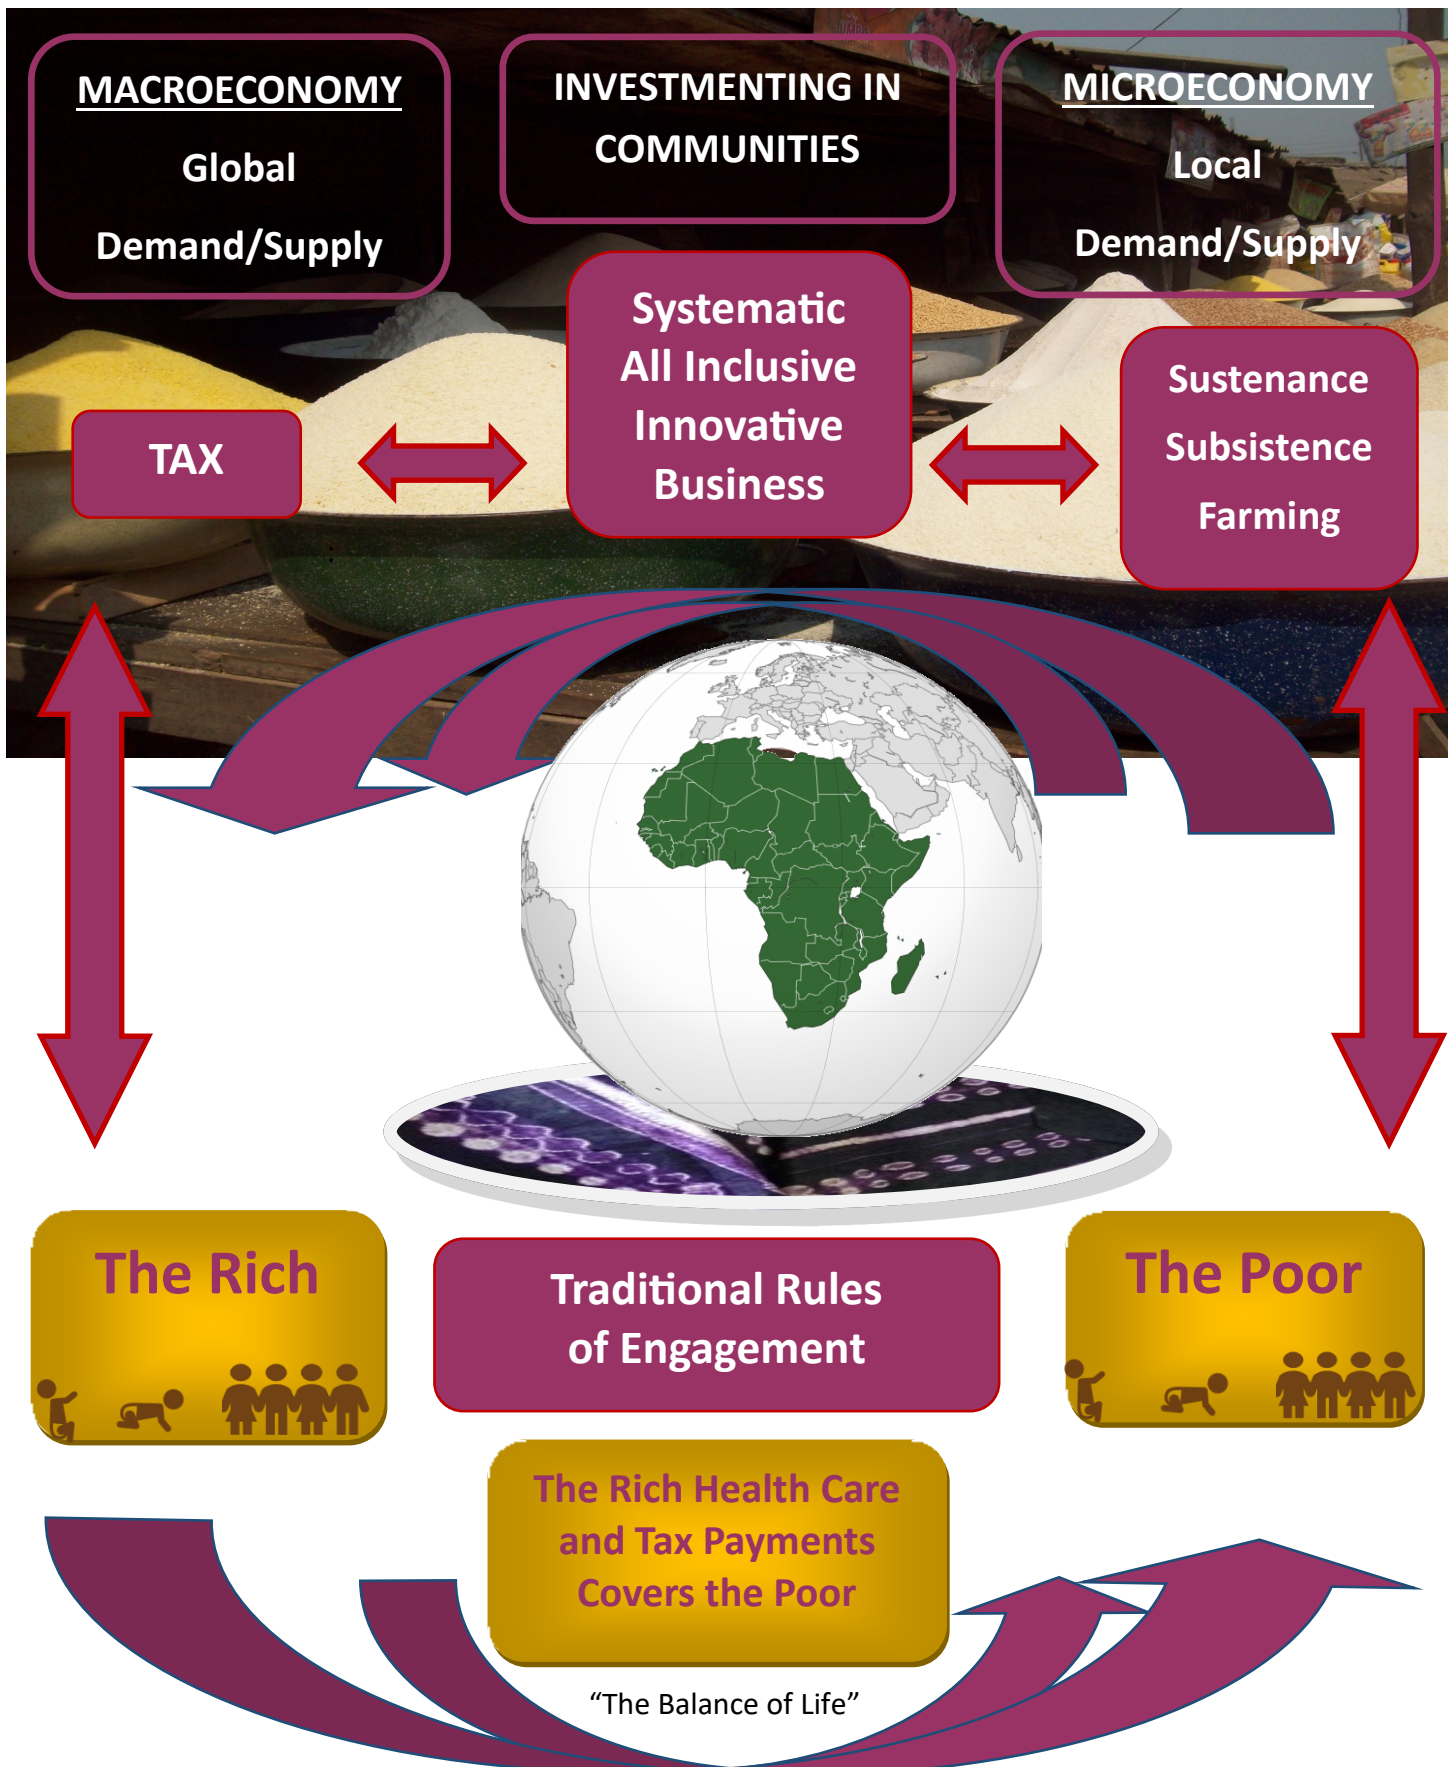 MACROECONOMY
Global
Demand/Supply
INVESTMENTING IN
COMMUNITIES
MICROECONOMY
Local
Demand/Supply
TAX
Systematic
All Inclusive
Innovative
Business
Sustenance
Subsistence
Farming
The Rich
Traditional Rules
of Engagement
The Poor
The Rich Health Care
and Tax Payments
Covers the Poor
“The Balance of Life”